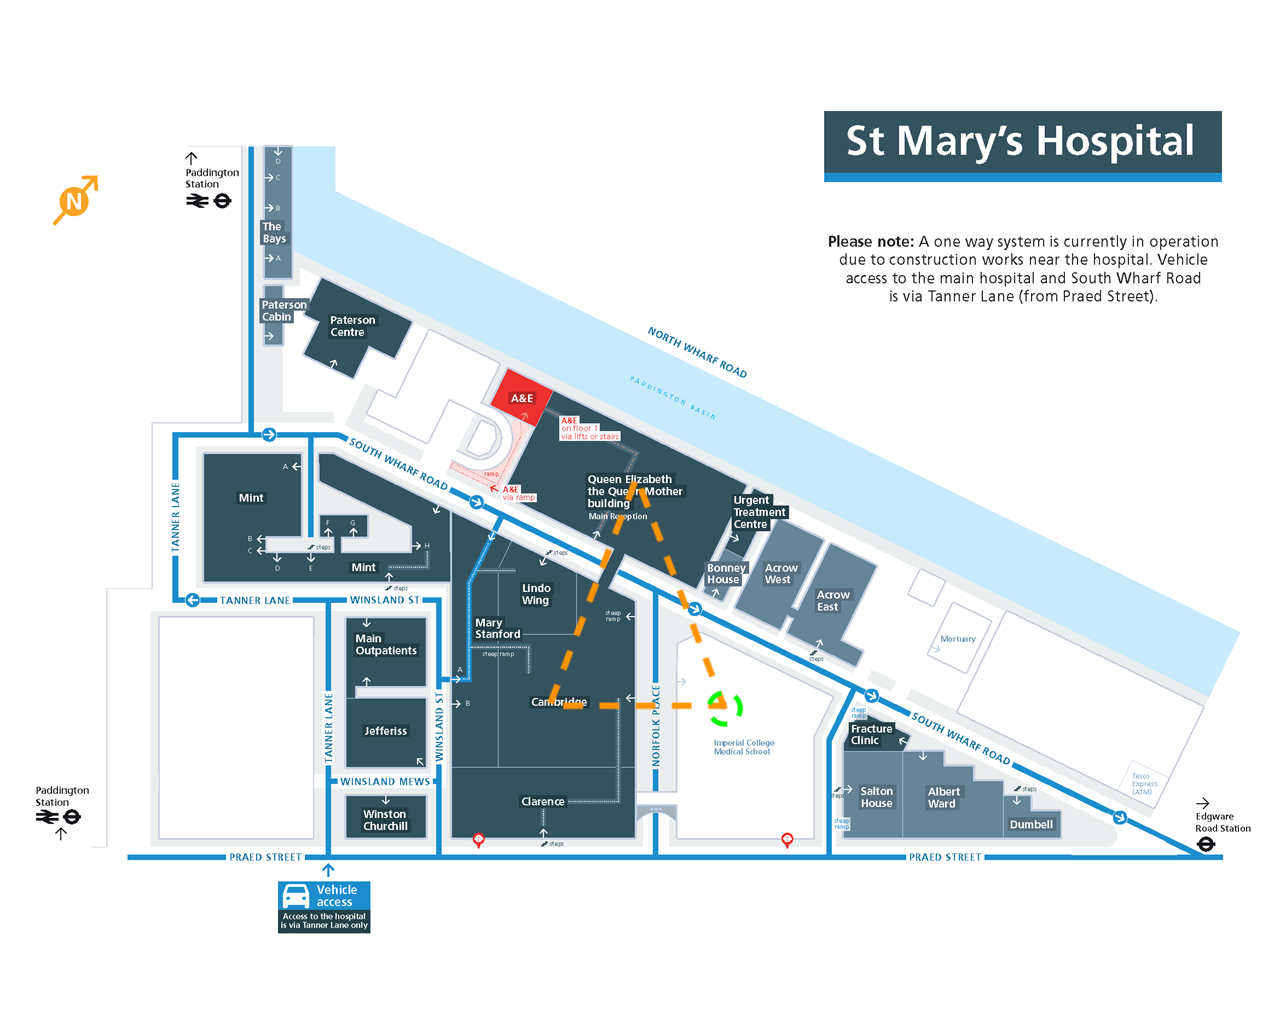 St Mary's Hospital
Please note: A one way system is currently in operation
due to construction works near the hospital. Vehicle
access to the main hospital and South Wharf Road
is via Tanner Lane (from Praed Street).
N
Paddington
Station
D
C
B
The
Bays
A
Paterson
Cabin
Paterson
Centre
NORTH WHARF ROAD
PADDINGTON BASIN
A&E
A&E
on floor 1
via lifts or stairs
ramp
A&E
via ramp
SOUTH WHARF ROAD
Queen Elizabeth
the Queen Mother
building
Main Reception
Urgent
Treatment
Centre
Bonney
House
Acrow
West
Acrow
East
steps
Mortuary
TANNER LANE
Mint
A
B
C
D
E
F
G
H
steps
Mint
steps
TANNER LANE
WINSLAND ST
steps
Lindo
Wing
steep
ramp
Mary
Stanford
steep ramp
Main
Outpatients
A
B
Cambridge
Jefferiss
TANNER LANE
WINSLAND ST
NORFOLK PLACE
WINSLAND MEWS
Winston
Churchill
Clarence
steps
Imperial College
Medical School
steep
ramp
Fracture
Clinic
SOUTH WHARF ROAD
steps
Salton
House
Albert
Ward
steps
Dumbell
steep
ramp
Tesco
Express
(ATM)
Edgware
Road Station
Paddington
Station
PRAED STREET
PRAED STREET
Vehicle
access
Access to the hospital
is via Tanner Lane only